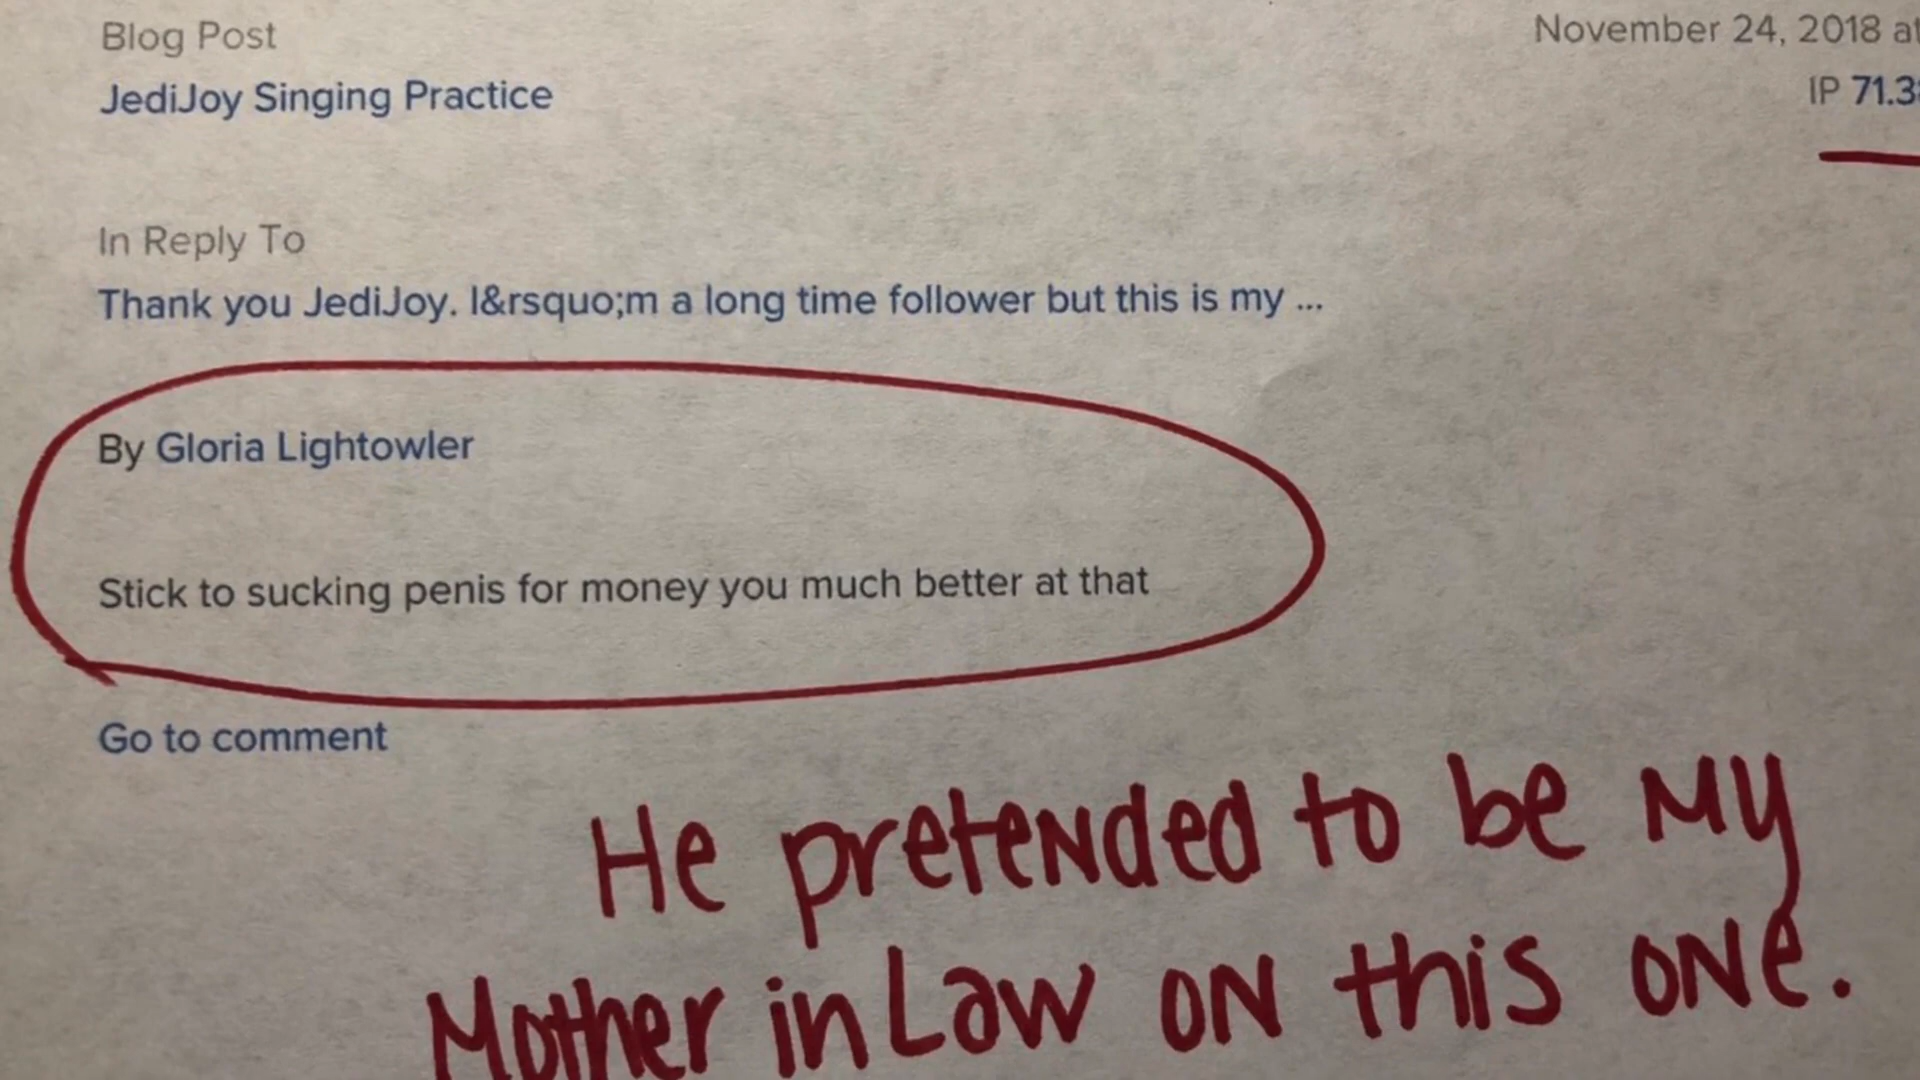 Blog Post
November 24, 2018 at
JediJoy Singing Practice
IP 71.3
In Reply To
Thank you JediJoy. I&rsquo;m a long time follower but this is my ...
By Gloria Lightowler
Stick to sucking penis for money you much better at that
Go to comment
He pretended to be my
Mother in Law on this one.